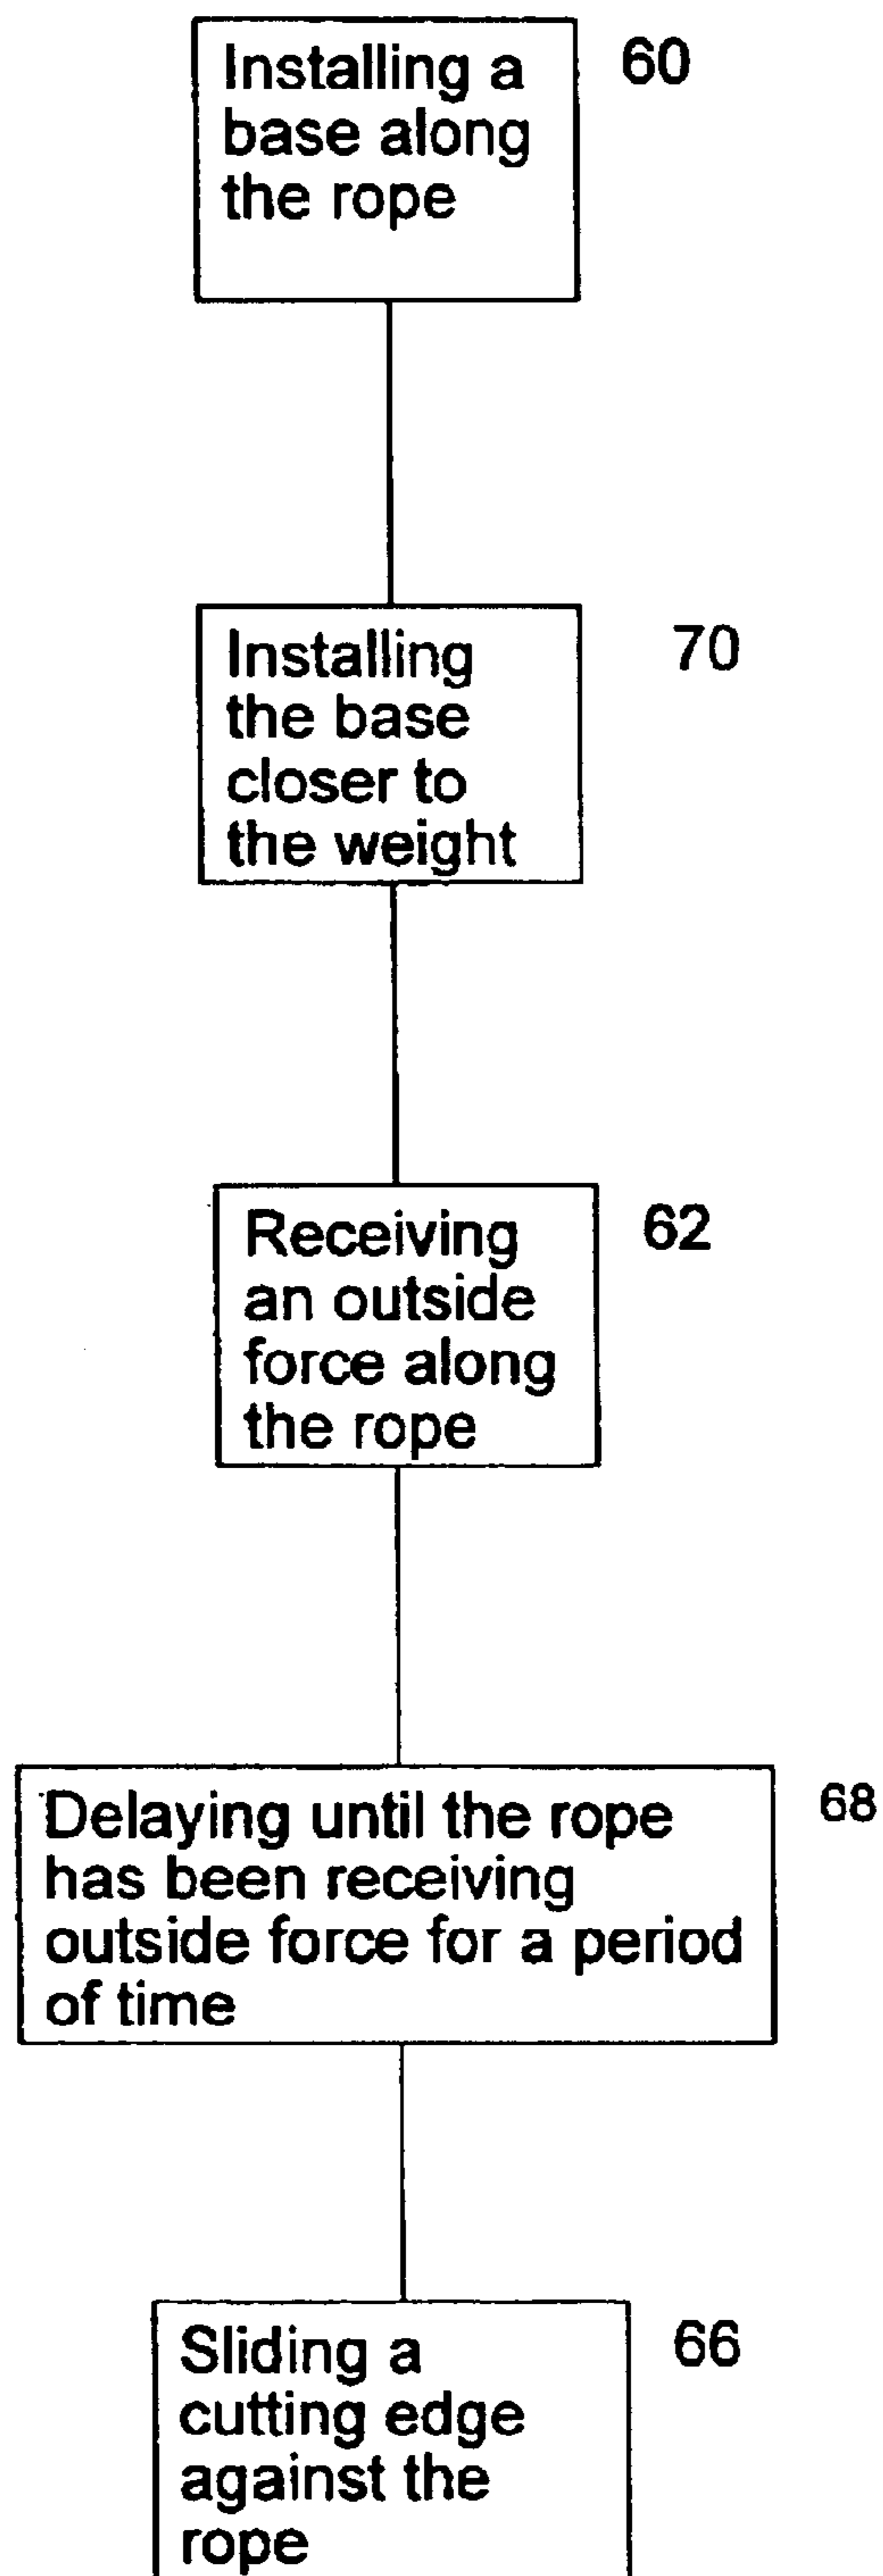 Installing a
base along
the rope
60
Installing
the base
closer to
the weight
70
Receiving
an outside
force along
the rope
62
Delaying until the rope
has been receiving
outside force for a period
of time
68
Sliding a
cutting edge
against the
rope
66